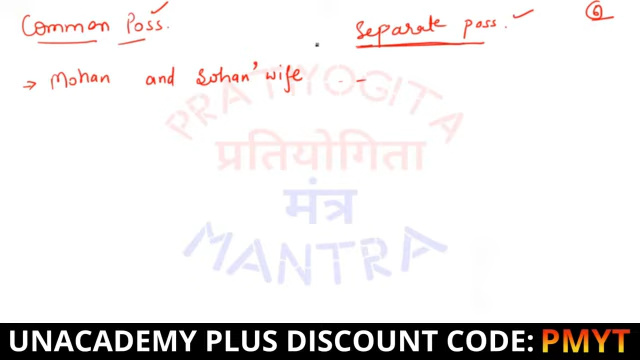 Common Poss. Separate poss. 6
→ Mohan and Sohan' wife - -
PRATIYOGITA
प्रतियोगिता
मंत्र
MANTRA
UNACADEMY PLUS DISCOUNT CODE: PMYT